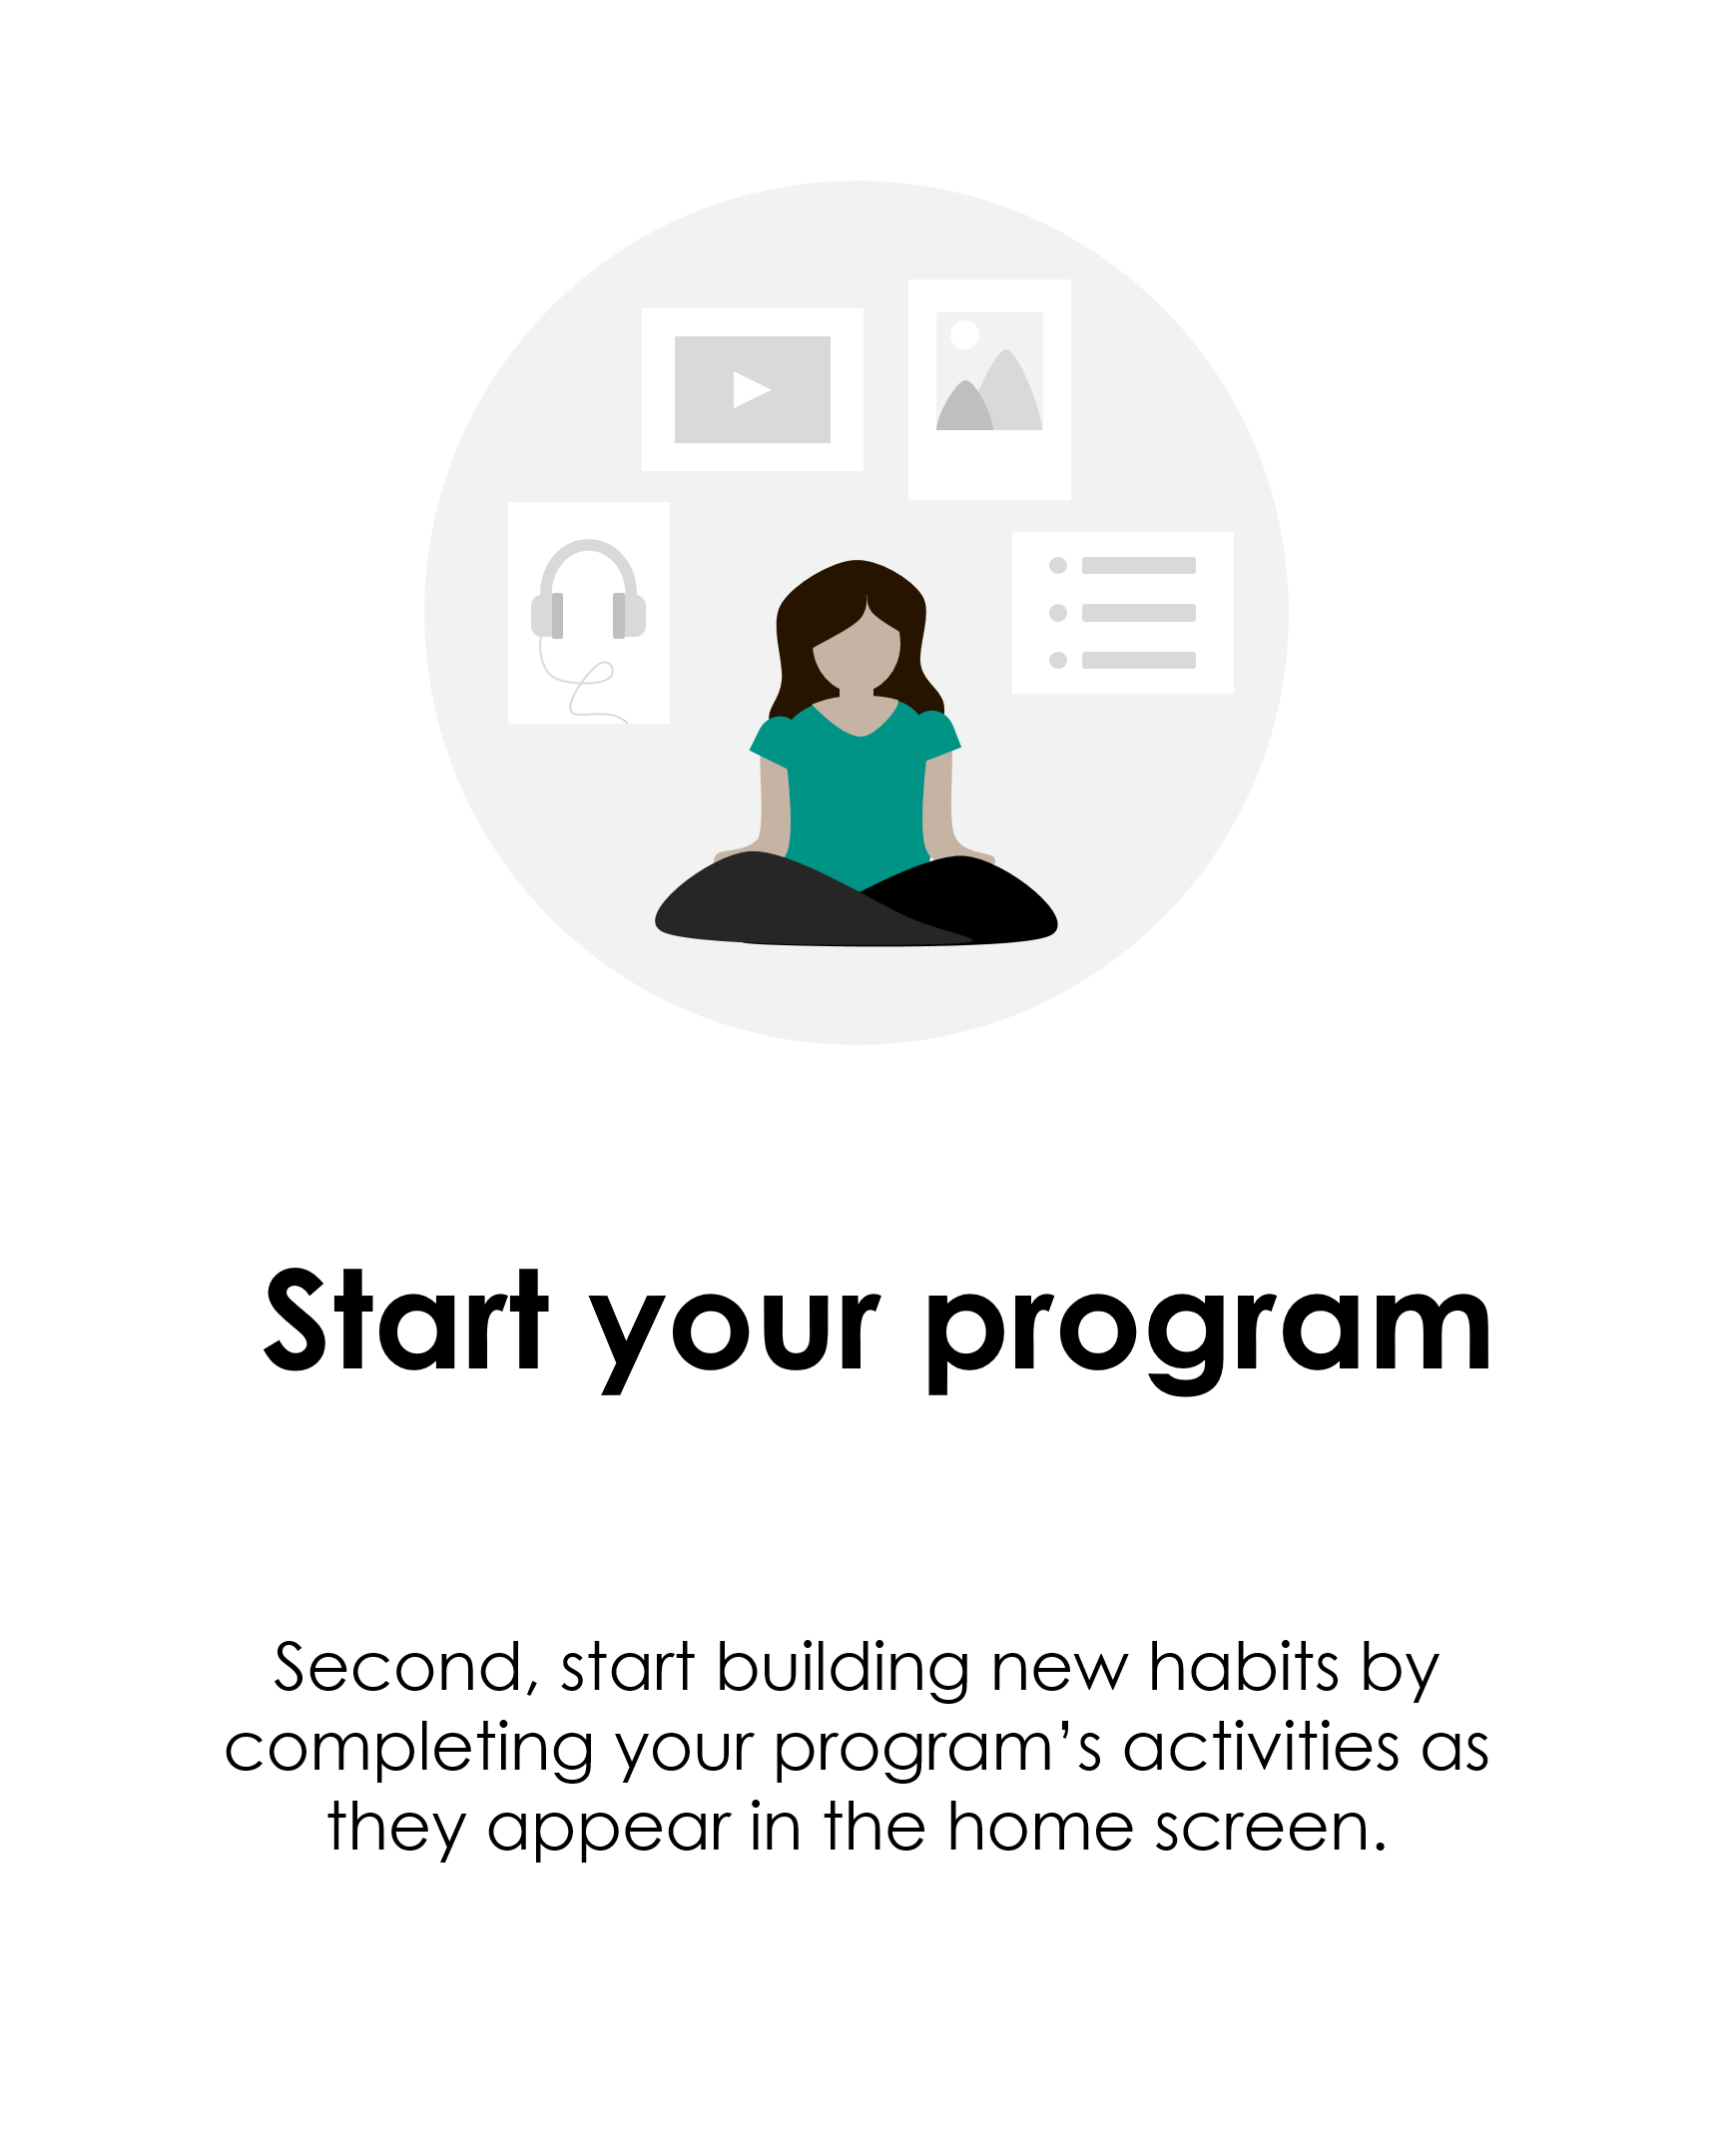 Start your program
Second, start building new habits by
completing your program’s activities as
they appear in the home screen.